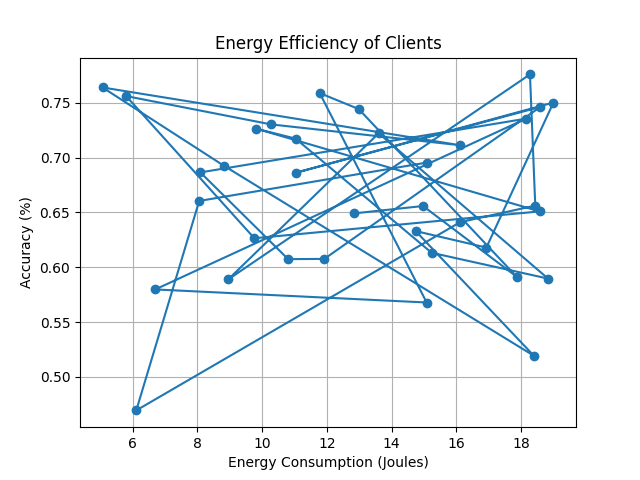 Energy Efficiency of Clients
Accuracy (%)
0.75
0.70
0.65
0.60
0.55
0.50
6 8 10 12 14 16 18
Energy Consumption (Joules)